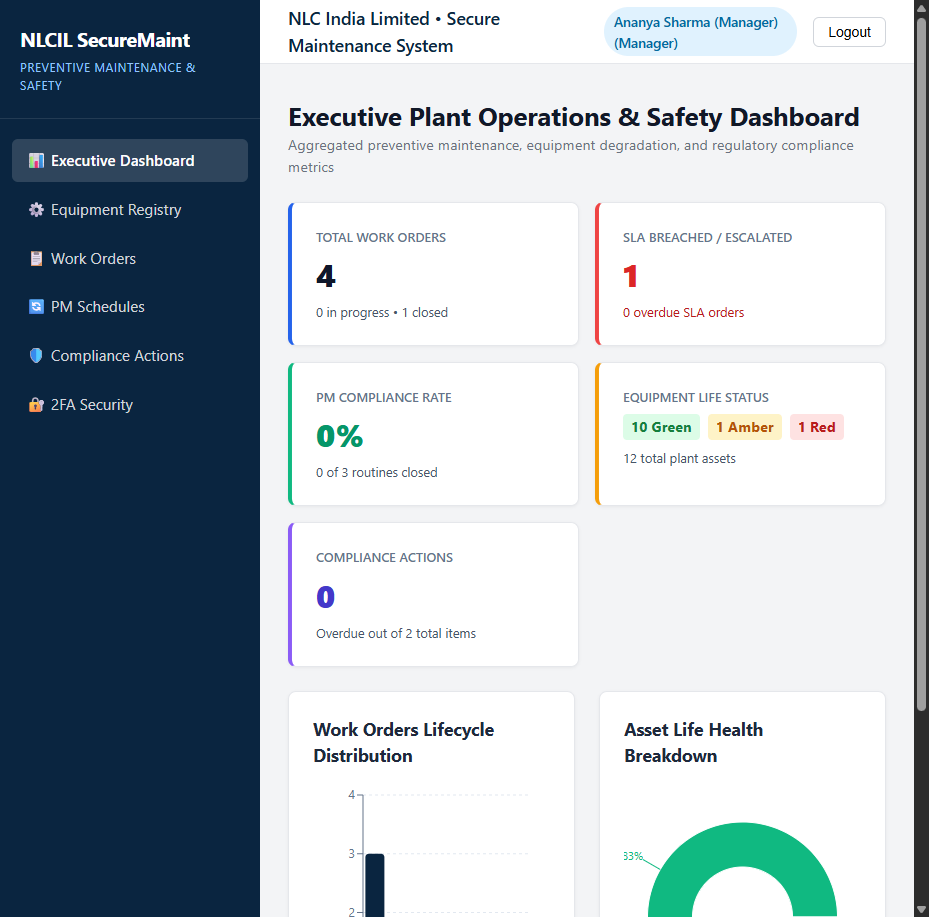 NLCIL SecureMaint
PREVENTIVE MAINTENANCE &
SAFETY
Executive Dashboard
Equipment Registry
Work Orders
PM Schedules
Compliance Actions
2FA Security
NLC India Limited • Secure
Maintenance System
Ananya Sharma (Manager)
(Manager)
Logout
Executive Plant Operations & Safety Dashboard
Aggregated preventive maintenance, equipment degradation, and regulatory compliance
metrics
TOTAL WORK ORDERS
4
0 in progress • 1 closed
SLA BREACHED / ESCALATED
1
0 overdue SLA orders
PM COMPLIANCE RATE
0%
0 of 3 routines closed
EQUIPMENT LIFE STATUS
10 Green 1 Amber 1 Red
12 total plant assets
COMPLIANCE ACTIONS
0
Overdue out of 2 total items
Work Orders Lifecycle
Distribution
4
3
2
Asset Life Health
Breakdown